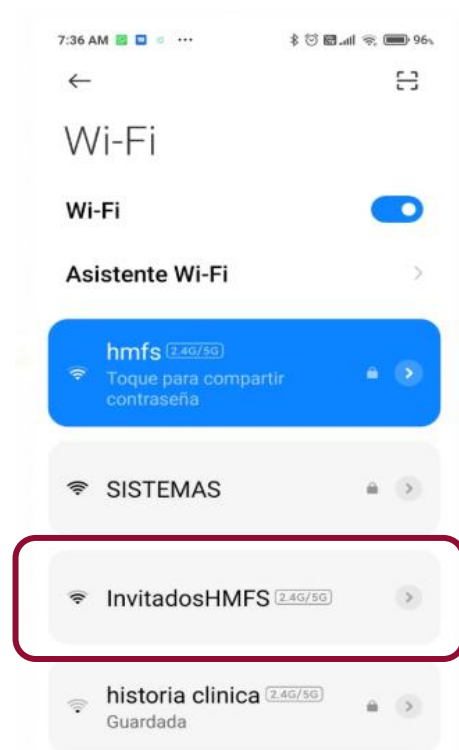 7:36 AM ... 96%
Wi-Fi
Wi-Fi
Asistente Wi-Fi
hmfs 2.4G/5G
Toque para compartir
contraseña
SISTEMAS
InvitadosHMFS 2.4G/5G
historia clinica 2.4G/5G
Guardada